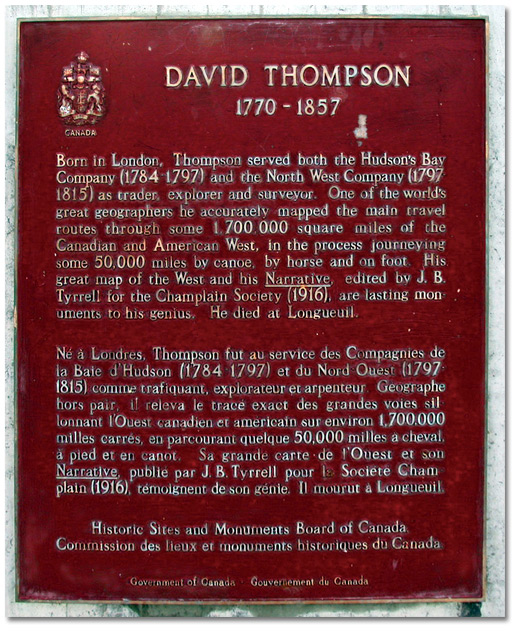 CANADA
DAVID THOMPSON
1770 - 1857
Born in London, Thompson served both the Hudson's Bay
Company (1784-1797) and the North West Company (1797-
1815) as trader, explorer and surveyor. One of the world's
great geographers he accurately mapped the main travel
routes through some 1,700,000 square miles of the
Canadian and American West, in the process journeying
some 50,000 miles by canoe, by horse and on foot. His
great map of the West and his Narrative, edited by J. B.
Tyrrell for the Champlain Society (1916), are lasting mon-
uments to his genius. He died at Longueuil.
Né à Londres, Thompson fut au service des Compagnies de
la Baie d'Hudson (1784-1797) et du Nord Ouest (1797-
1815) comme trafiquant, explorateur et arpenteur. Géographe
hors pair, il releva le tracé exact des grandes voies sil-
lonnant l'Ouest canadien et américain sur environ 1,700,000
milles carrés, en parcourant quelque 50,000 milles à cheval,
à pied et en canot. Sa grande carte de l'Ouest et son
Narrative, publié par J. B. Tyrrell pour la Société Cham-
plain (1916), témoignent de son génie. Il mourut à Longueuil.
Historic Sites and Monuments Board of Canada.
Commission des lieux et monuments historiques du Canada.
Government of Canada - Gouvernement du Canada